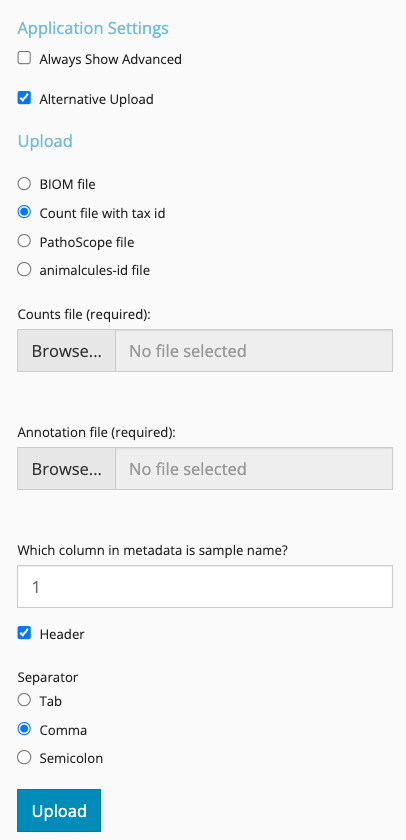 Application Settings
Always Show Advanced
Alternative Upload
Upload
BIOM file
Count file with tax id
PathoScope file
animalcules-id file
Counts file (required):
Browse... No file selected
Annotation file (required):
Browse... No file selected
Which column in metadata is sample name?
1
Header
Separator
Tab
Comma
Semicolon
Upload